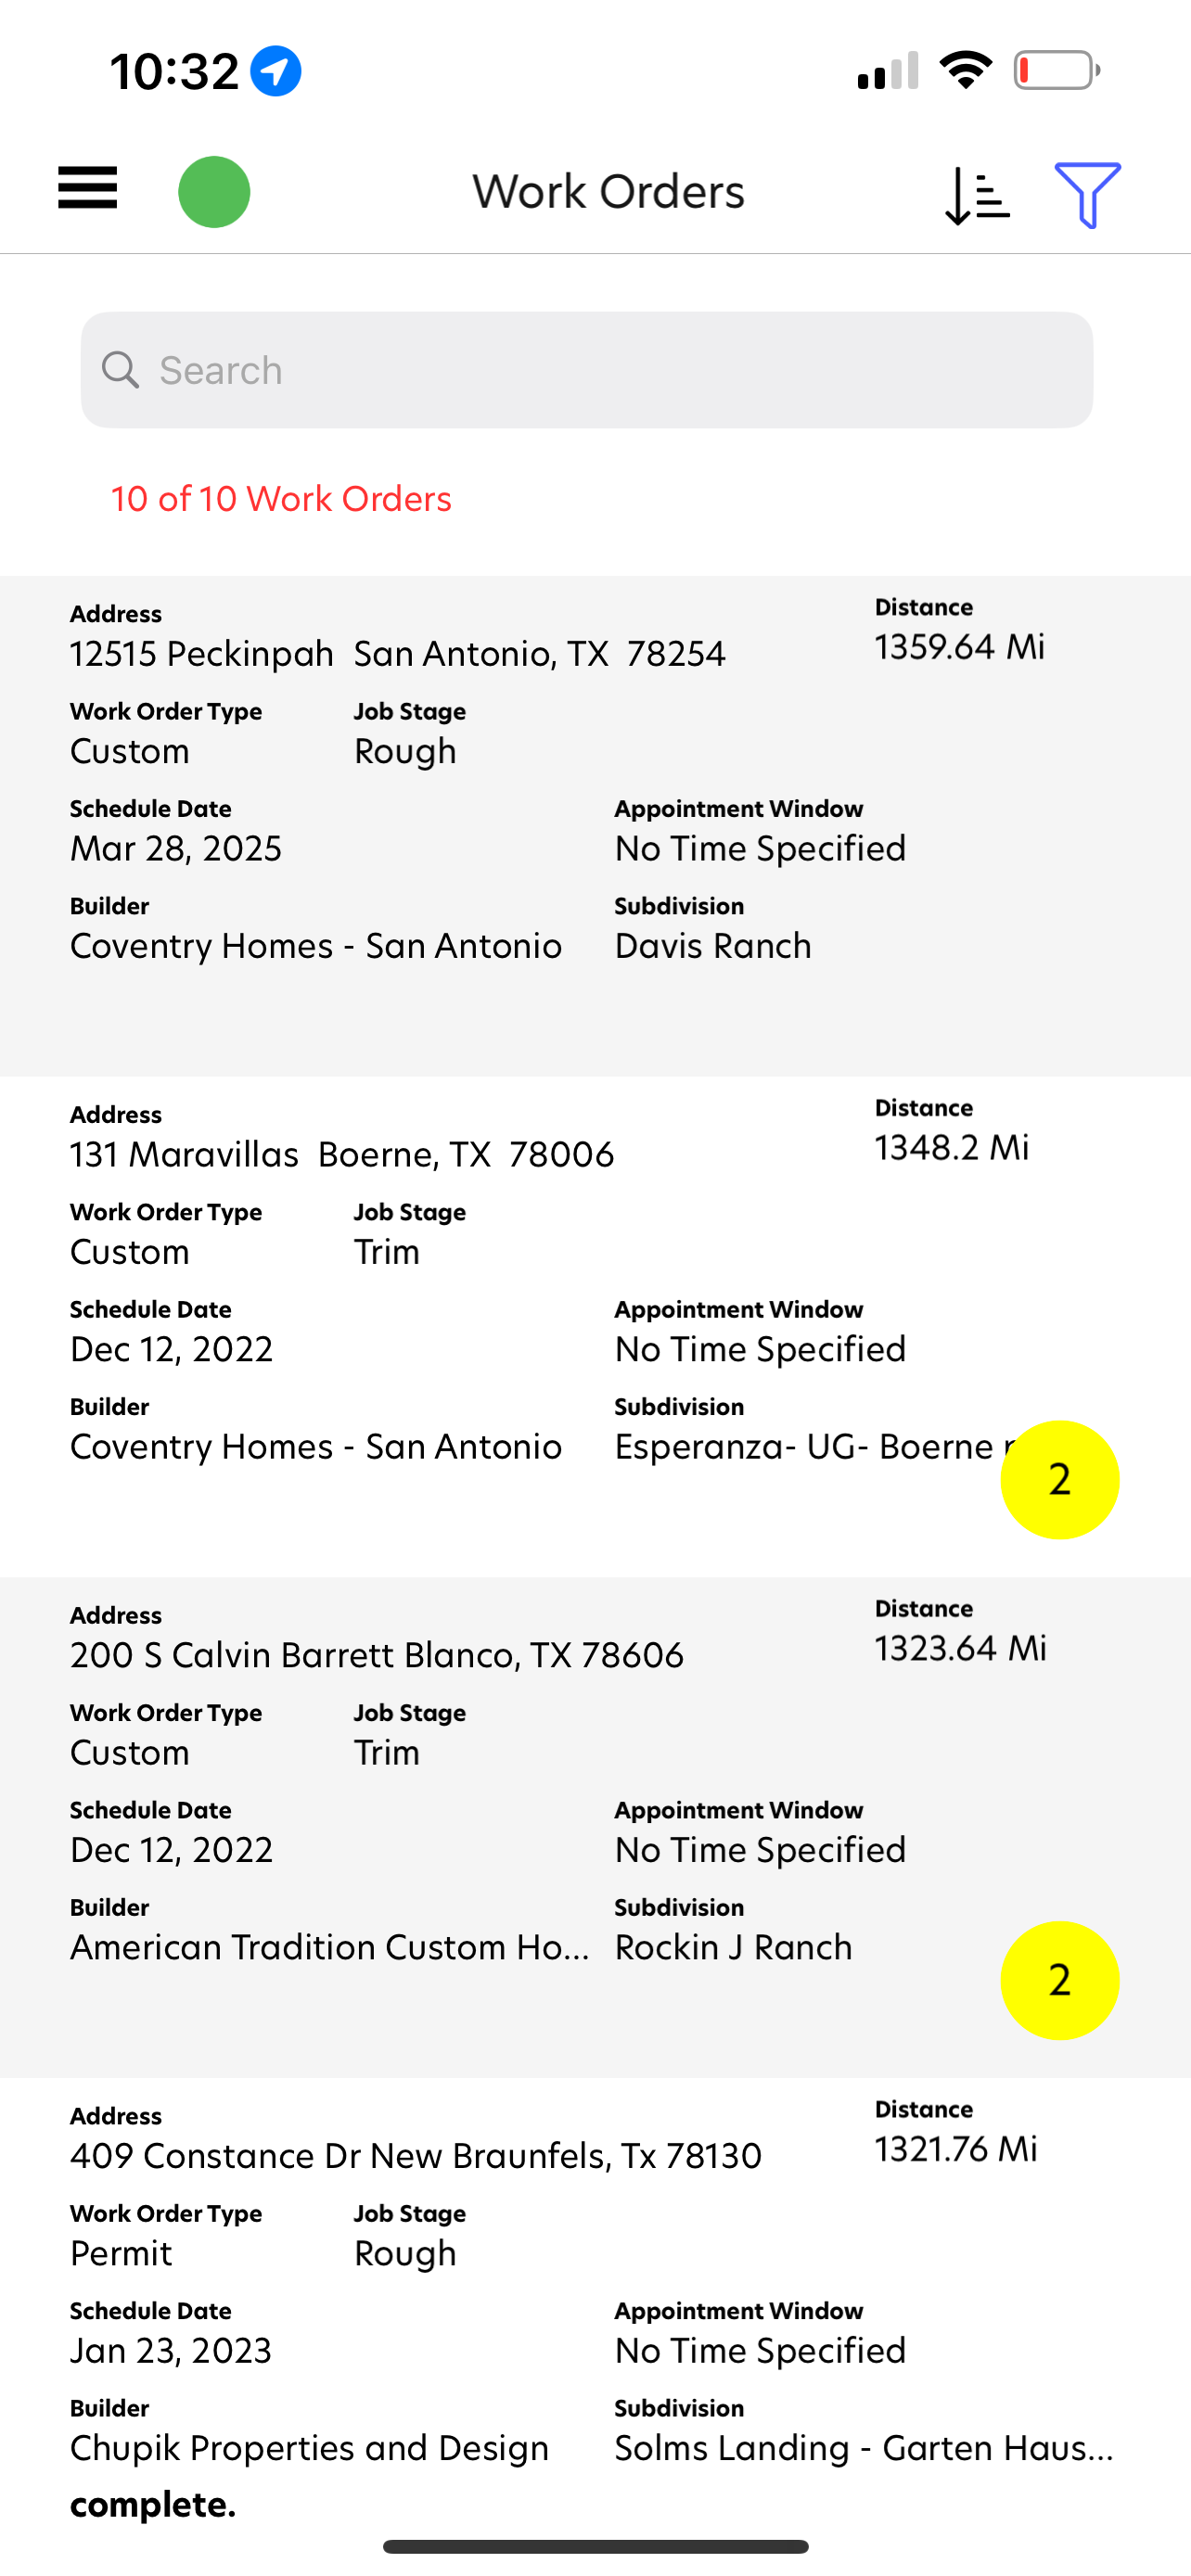 10:32
Work Orders
Search
10 of 10 Work Orders
Address
Distance
12515 Peckinpah  San Antonio, TX  78254
1359.64 Mi
Work Order Type
Job Stage
Custom
Rough
Schedule Date
Appointment Window
Mar 28, 2025
No Time Specified
Builder
Subdivision
Coventry Homes - San Antonio
Davis Ranch
Address
Distance
131 Maravillas  Boerne, TX  78006
1348.2 Mi
Work Order Type
Job Stage
Custom
Trim
Schedule Date
Appointment Window
Dec 12, 2022
No Time Specified
Builder
Subdivision
Coventry Homes - San Antonio
Esperanza- UG- Boerne
2
Address
Distance
200 S Calvin Barrett Blanco, TX 78606
1323.64 Mi
Work Order Type
Job Stage
Custom
Trim
Schedule Date
Appointment Window
Dec 12, 2022
No Time Specified
Builder
Subdivision
American Tradition Custom Ho...
Rockin J Ranch
2
Address
Distance
409 Constance Dr New Braunfels, Tx 78130
1321.76 Mi
Work Order Type
Job Stage
Permit
Rough
Schedule Date
Appointment Window
Jan 23, 2023
No Time Specified
Builder
Subdivision
Chupik Properties and Design
Solms Landing - Garten Haus...
complete.